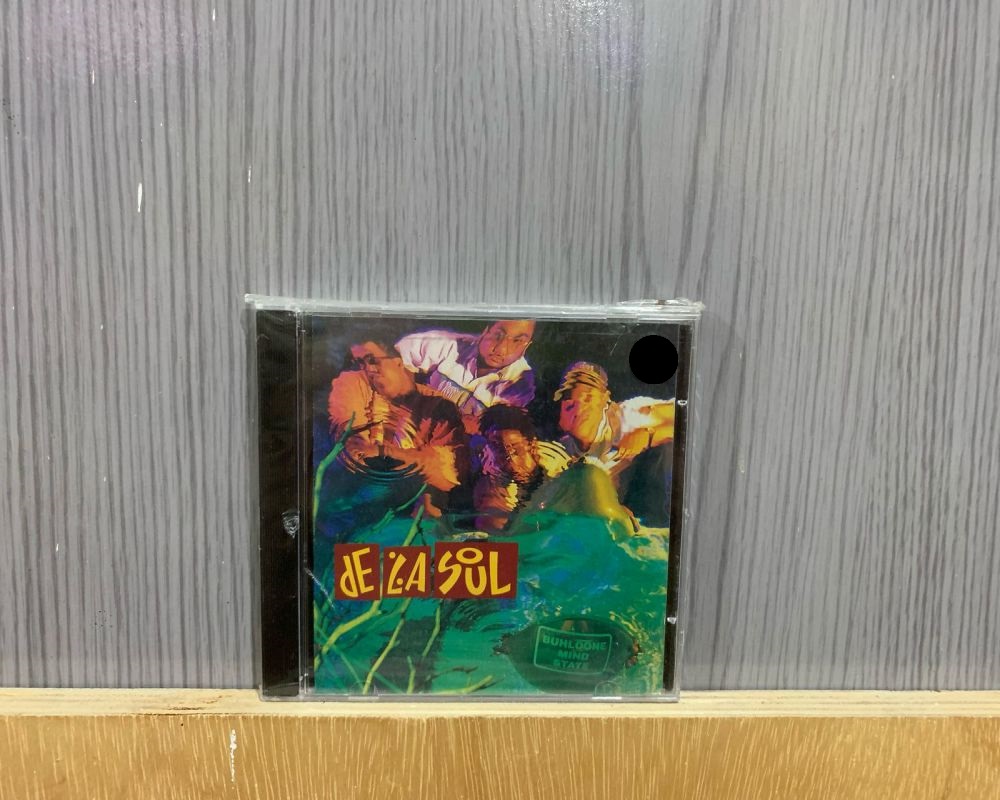 dE LA SOUL
BUHLOONE
MIND
STATE